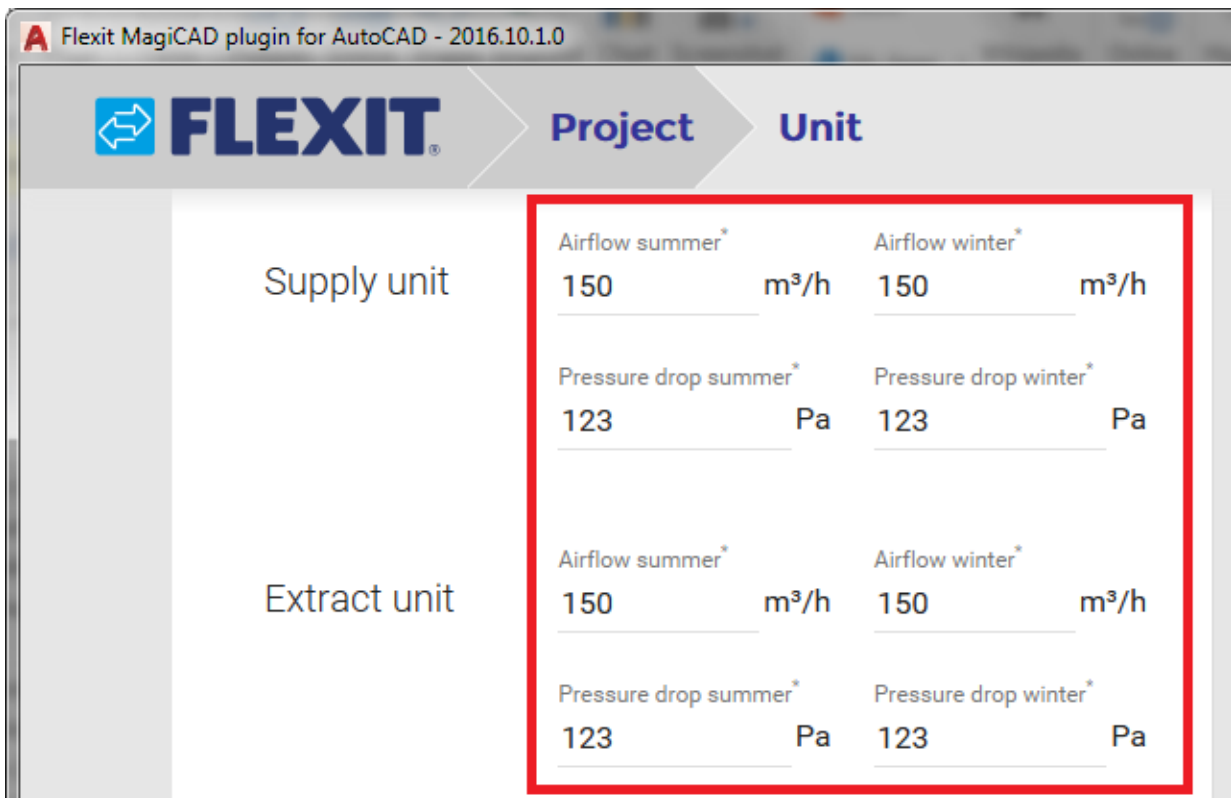 Flexit MagiCAD plugin for AutoCAD - 2016.10.1.0
FLEXIT® Project Unit
Airflow summer* Airflow winter*
Supply unit 150 m³/h 150 m³/h
Pressure drop summer* Pressure drop winter*
123 Pa 123 Pa
Airflow summer* Airflow winter*
Extract unit 150 m³/h 150 m³/h
Pressure drop summer* Pressure drop winter*
123 Pa 123 Pa